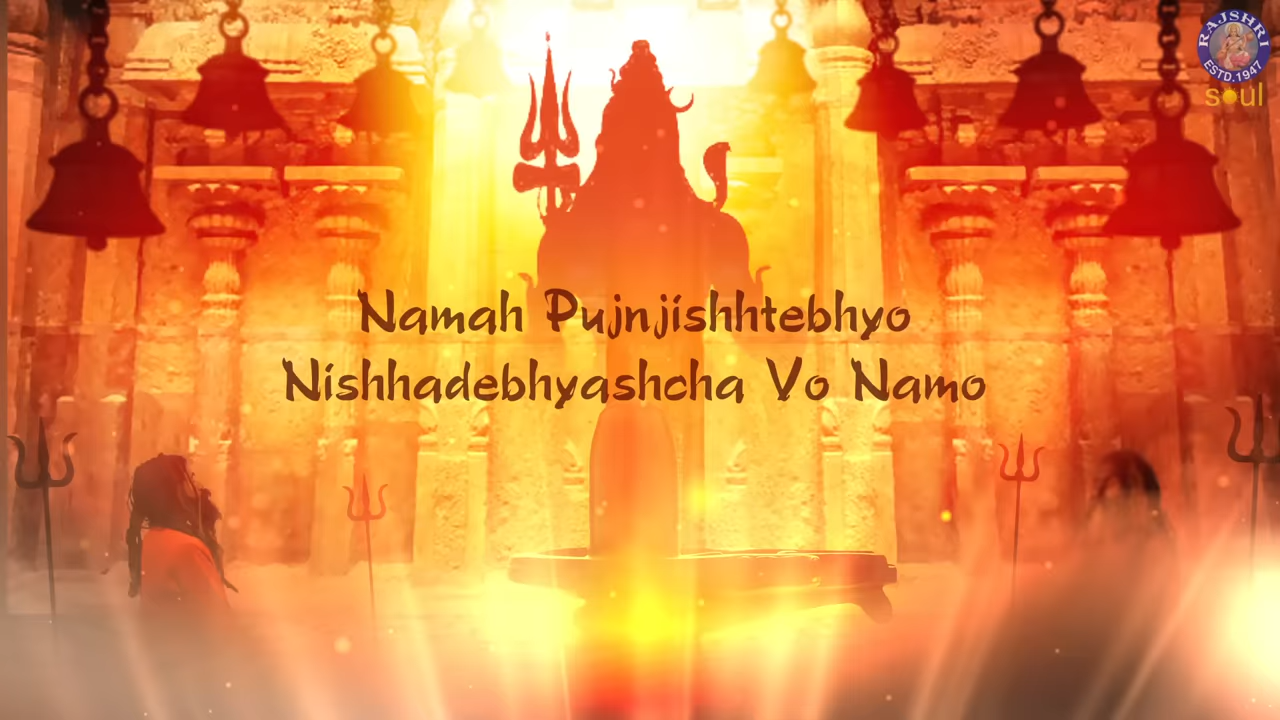 RAJSHRI
ESTD.1947
soul
Namah Pujnjishhtebhyo
Nishhadebhyashcha Vo Namo